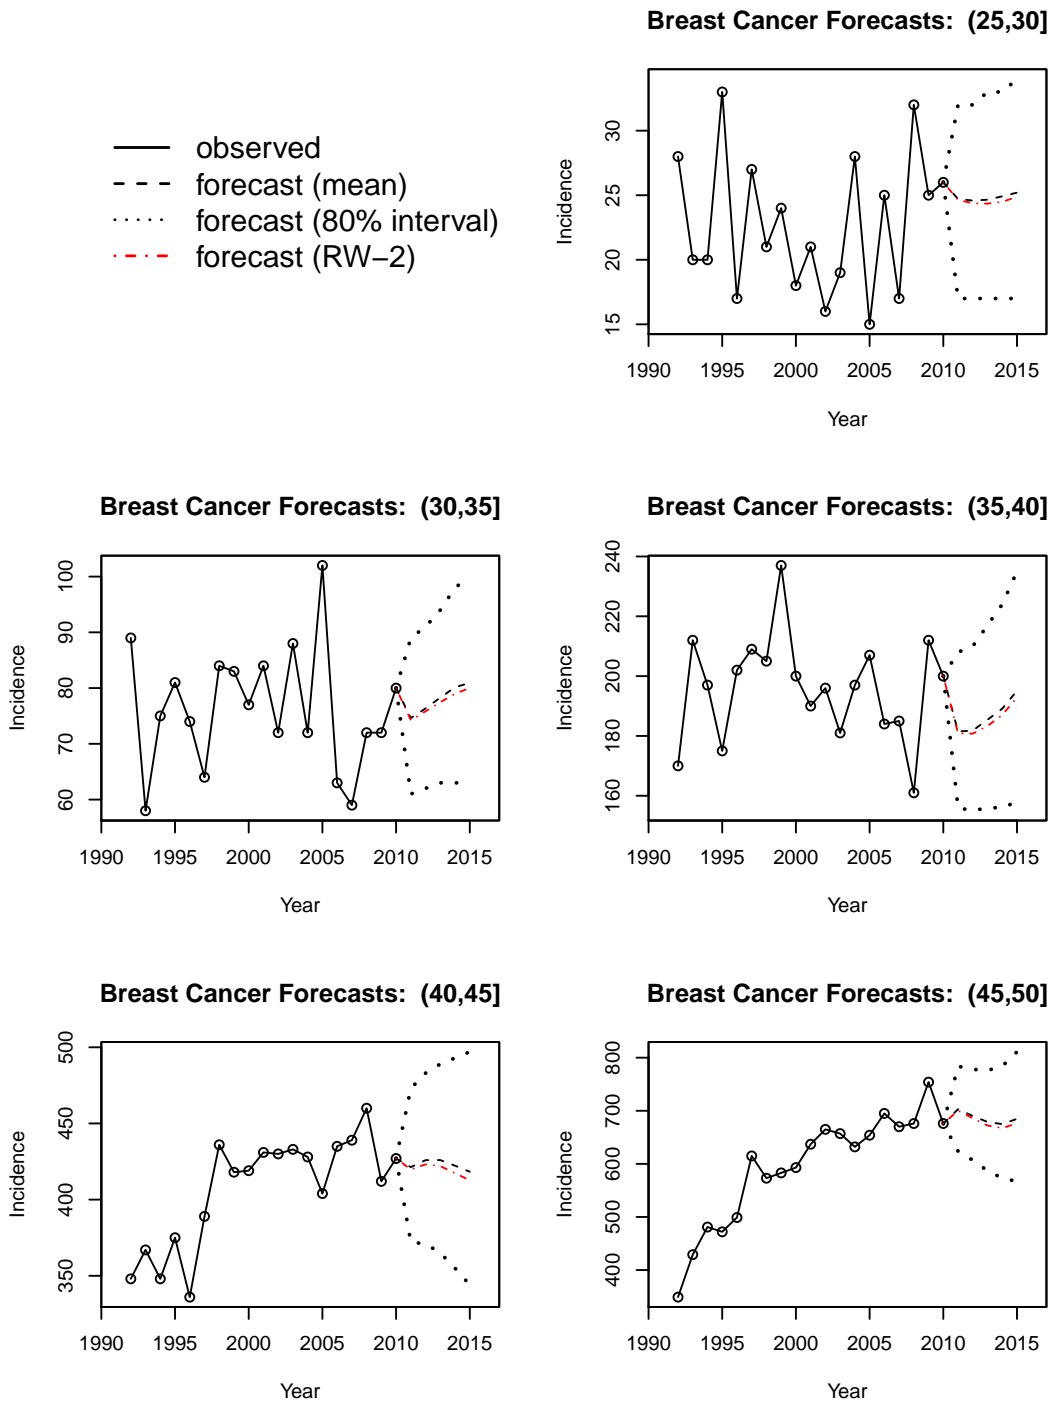 Breast Cancer Forecasts:  (25,30]
observed
forecast (mean)
forecast (80% interval)
forecast (RW−2)
Incidence
30
25
20
15
1990 1995 2000 2005 2010 2015
Year
Breast Cancer Forecasts:  (30,35]
Incidence
100
90
80
70
60
1990 1995 2000 2005 2010 2015
Year
Breast Cancer Forecasts:  (35,40]
Incidence
240
220
200
180
160
1990 1995 2000 2005 2010 2015
Year
Breast Cancer Forecasts:  (40,45]
Incidence
500
450
400
350
1990 1995 2000 2005 2010 2015
Year
Breast Cancer Forecasts:  (45,50]
Incidence
800
700
600
500
400
1990 1995 2000 2005 2010 2015
Year